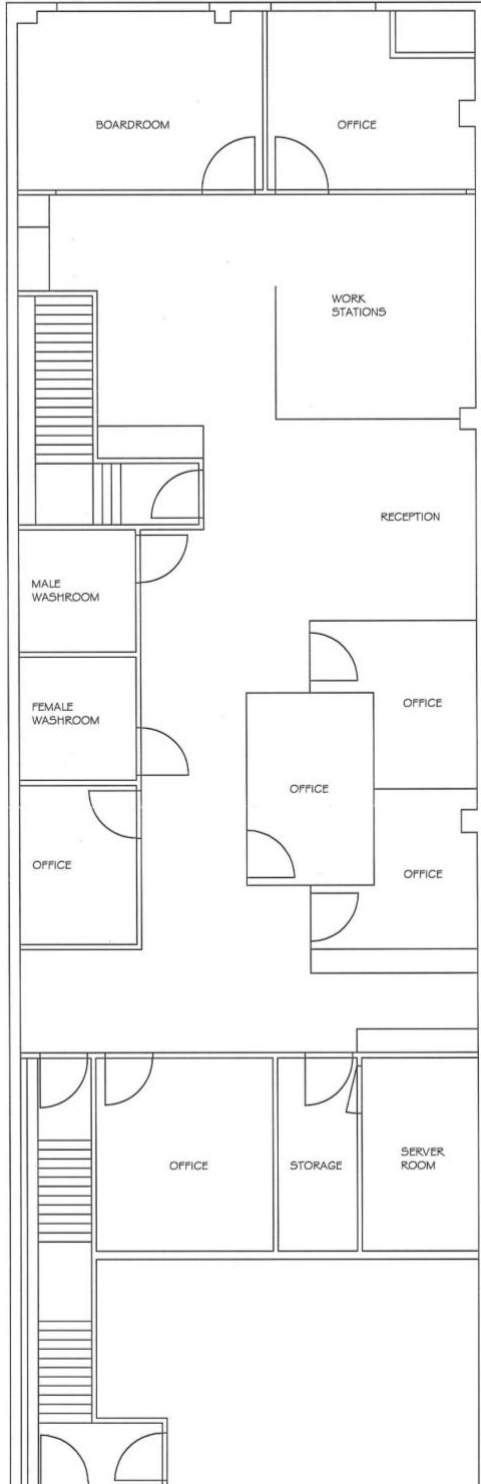 BOARDROOM
OFFICE
WORK
STATIONS
RECEPTION
MALE
WASHROOM
OFFICE
FEMALE
WASHROOM
OFFICE
OFFICE
OFFICE
OFFICE
STORAGE
SERVER
ROOM